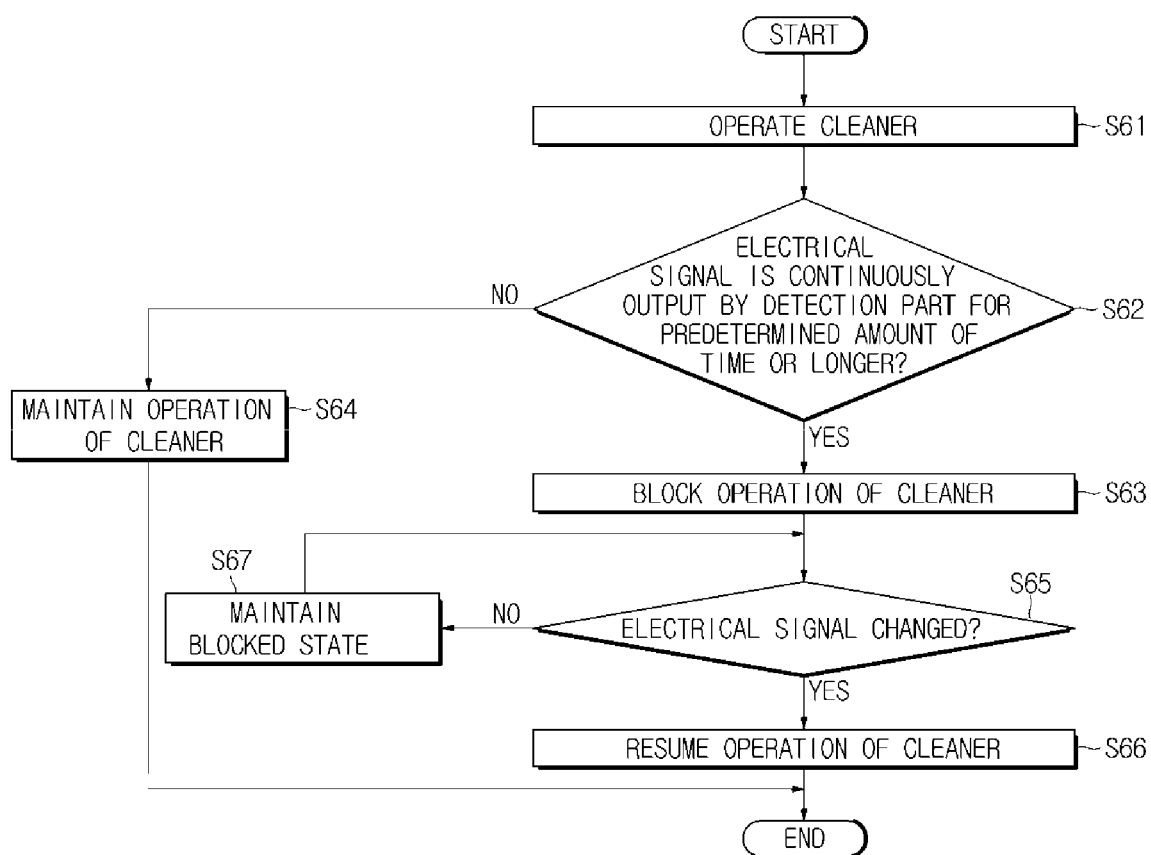 START
OPERATE CLEANER
S61
ELECTRICAL
SIGNAL IS CONTINUOUSLY
OUTPUT BY DETECTION PART FOR
PREDETERMINED AMOUNT OF
TIME OR LONGER?
S62
NO
MAINTAIN OPERATION
OF CLEANER
S64
YES
BLOCK OPERATION OF CLEANER
S63
S67
MAINTAIN
BLOCKED STATE
NO
ELECTRICAL SIGNAL CHANGED?
S65
YES
RESUME OPERATION OF CLEANER
S66
END